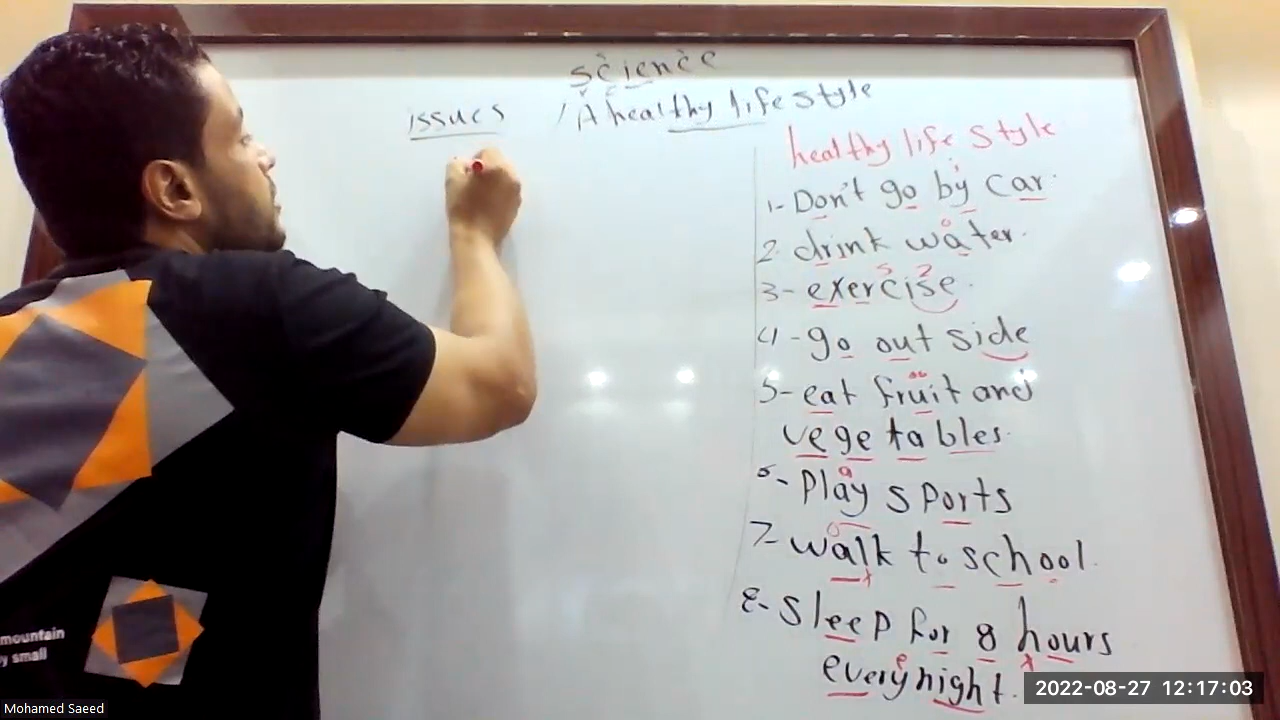 science
issues / A healthy life style
healthy life style
1- Don't go by car.
2 drink water.
3- exercise.
4- go out side
5- eat fruit and
vegetables.
6- Play sports
7- walk to school.
8- Sleep for 8 hours
every night.
mountain
y small
Mohamed Saeed
2022-08-27 12:17:03